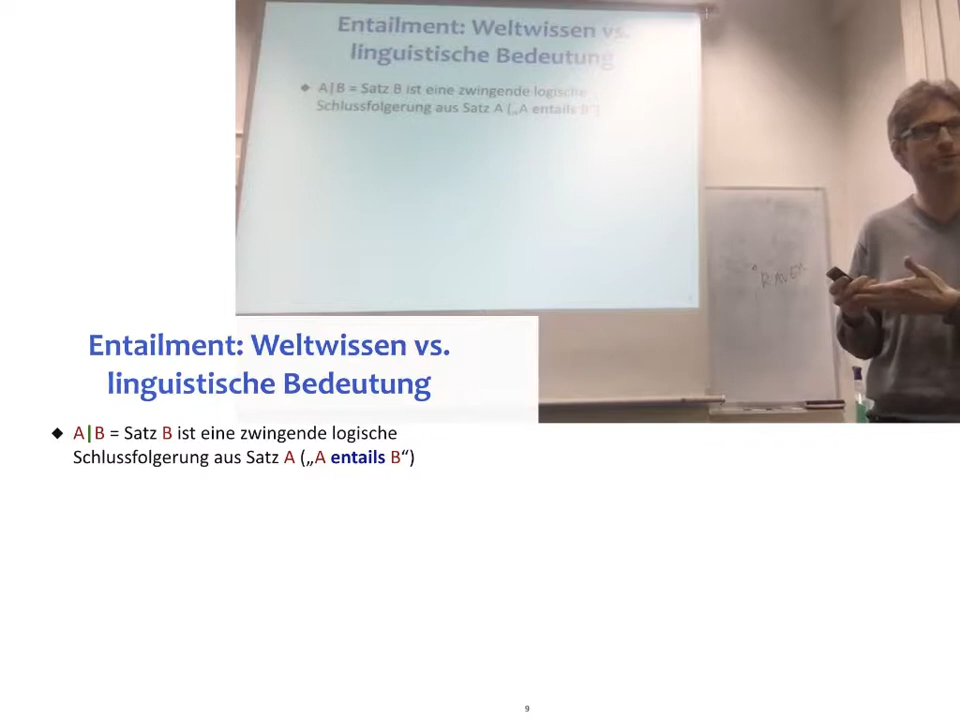 Entailment: Weltwissen vs.
linguistische Bedeutung
◆ A|B = Satz B ist eine zwingende logische
Schlussfolgerung aus Satz A („A entails B“)
Entailment: Weltwissen vs.
linguistische Bedeutung
◆ A|B = Satz B ist eine zwingende logische
Schlussfolgerung aus Satz A („A entails B“)
9